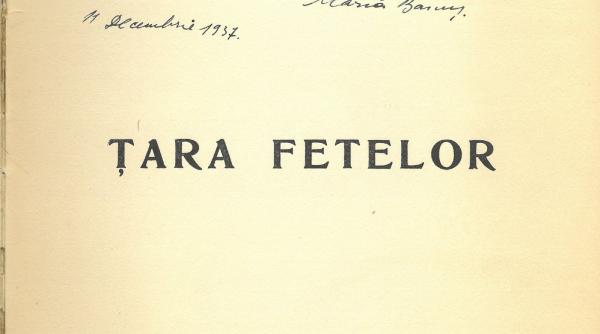 Maria Banuș.
11 Decembrie 1937.
ȚARA FETELOR